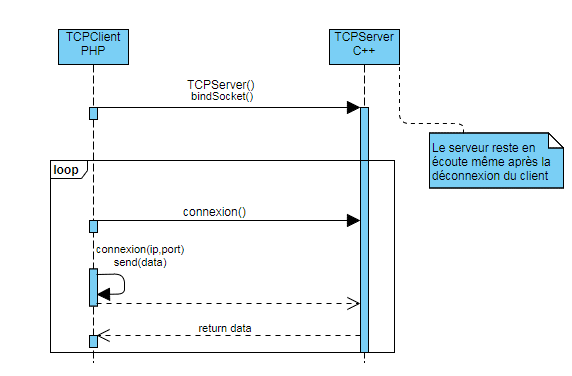 TCPClient
PHP
TCPServer
C++
TCPServer()
bindSocket()
Le serveur reste en
écoute même après la
déconnexion du client
loop
connexion()
connexion(ip,port)
send(data)
return data